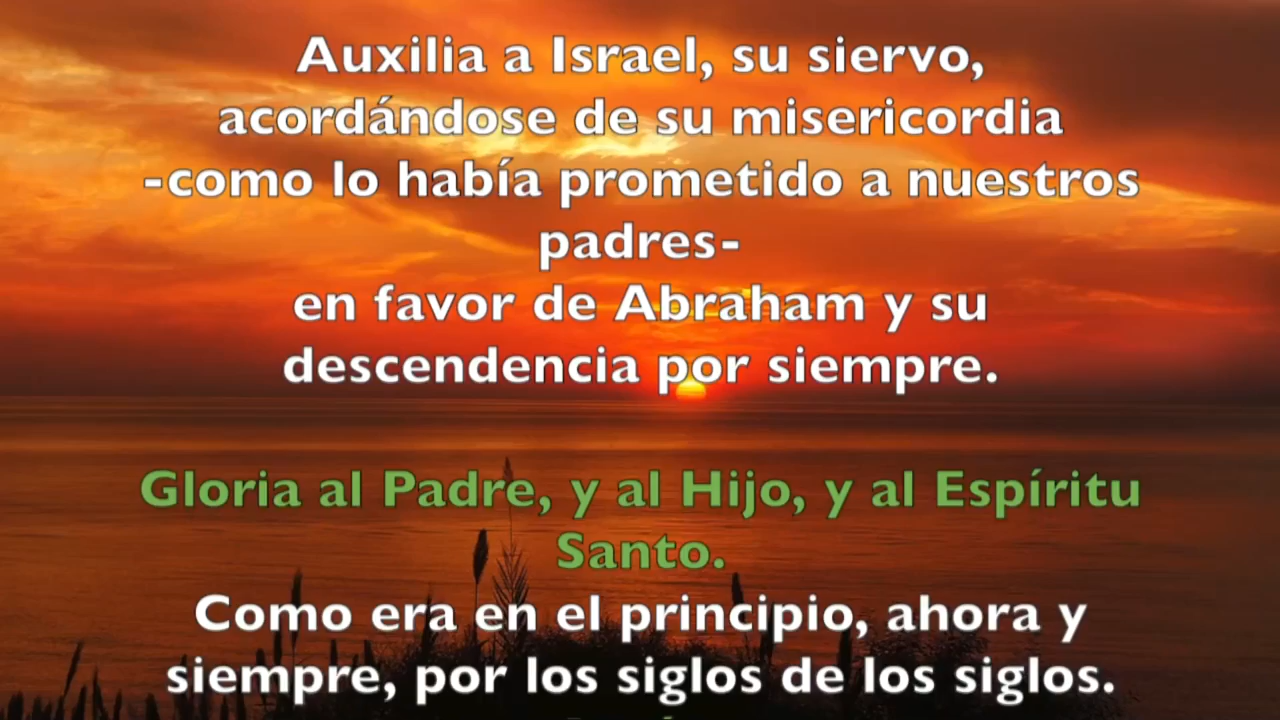 Auxilia a Israel, su siervo,
acordándose de su misericordia
-como lo había prometido a nuestros
padres-
en favor de Abraham y su
descendencia por siempre.
Gloria al Padre, y al Hijo, y al Espíritu
Santo.
Como era en el principio, ahora y
siempre, por los siglos de los siglos.